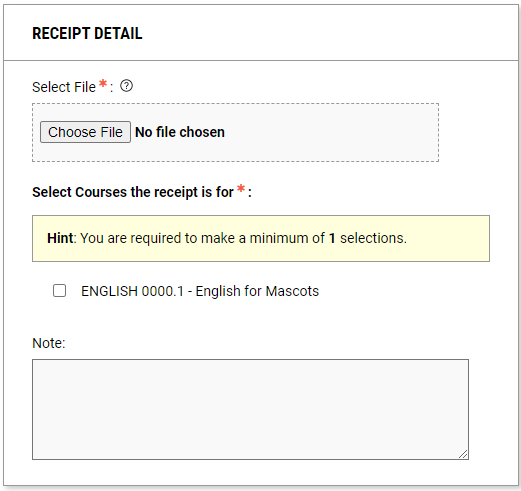 RECEIPT DETAIL
Select File * : ?
Choose File No file chosen
Select Courses the receipt is for * :
Hint: You are required to make a minimum of 1 selections.
ENGLISH 0000.1 - English for Mascots
Note: